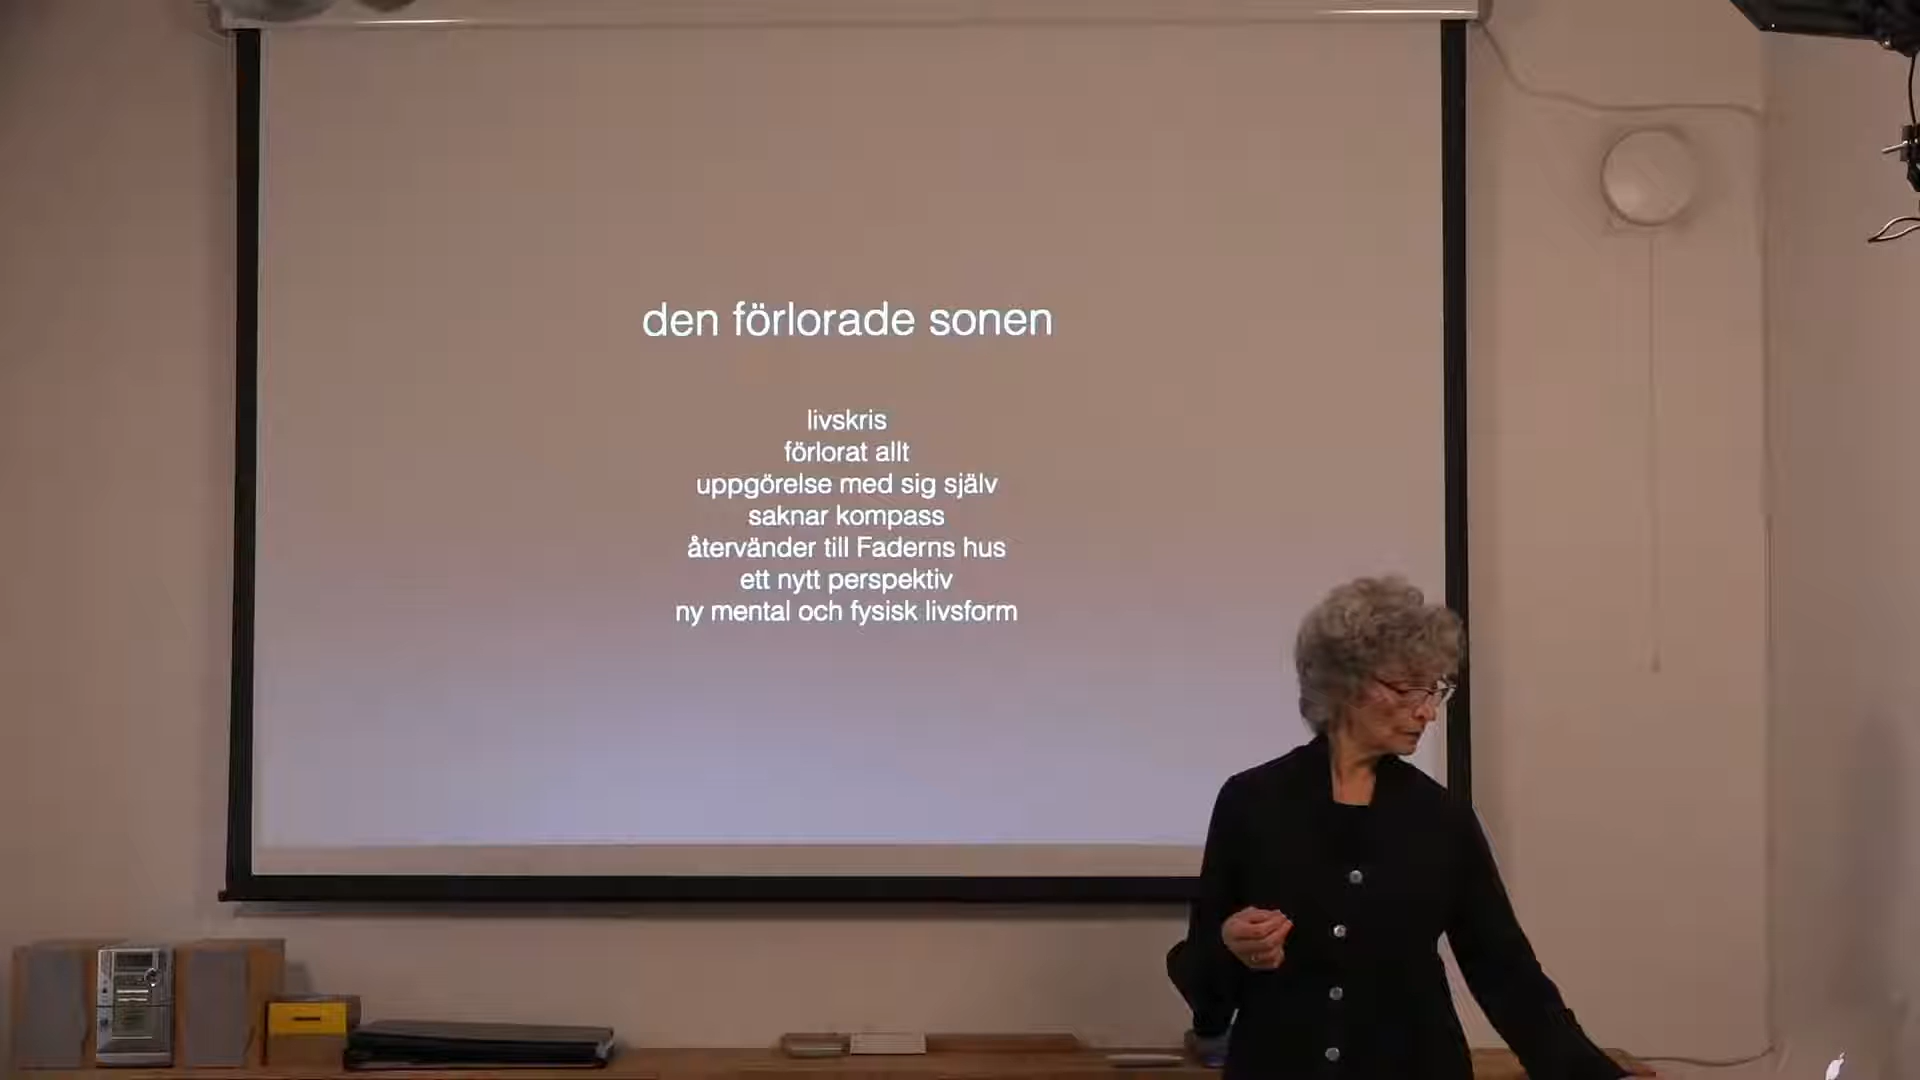 den förlorade sonen
livskris
förlorat allt
uppgörelse med sig själv
saknar kompass
återvänder till Faderns hus
ett nytt perspektiv
ny mental och fysisk livsform